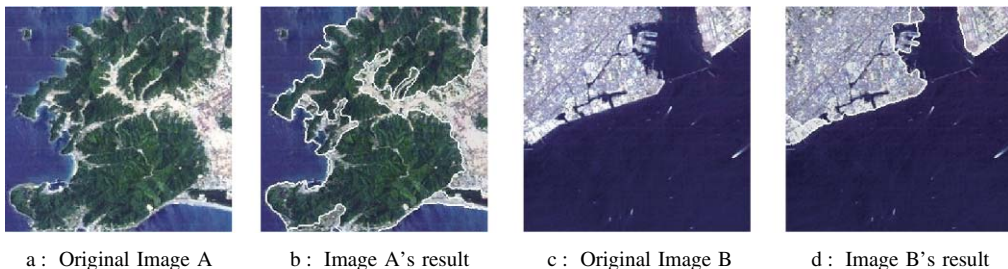 a : Original Image A
b : Image A's result
c : Original Image B
d : Image B's result